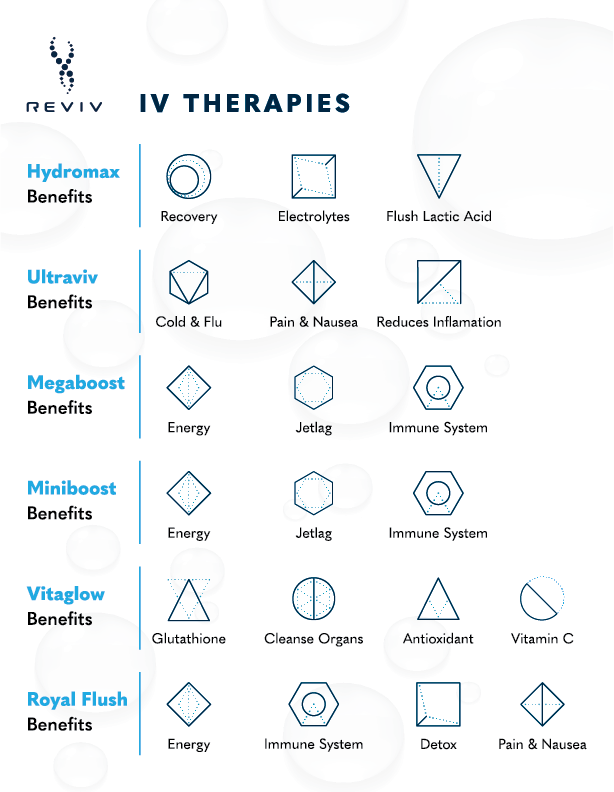 REVIV
IV THERAPIES
Hydromax
Benefits
Recovery
Electrolytes
Flush Lactic Acid
Ultraviv
Benefits
Cold & Flu
Pain & Nausea
Reduces Inflamation
Megaboost
Benefits
Energy
Jetlag
Immune System
Miniboost
Benefits
Energy
Jetlag
Immune System
Vitaglow
Benefits
Glutathione
Cleanse Organs
Antioxidant
Vitamin C
Royal Flush
Benefits
Energy
Immune System
Detox
Pain & Nausea